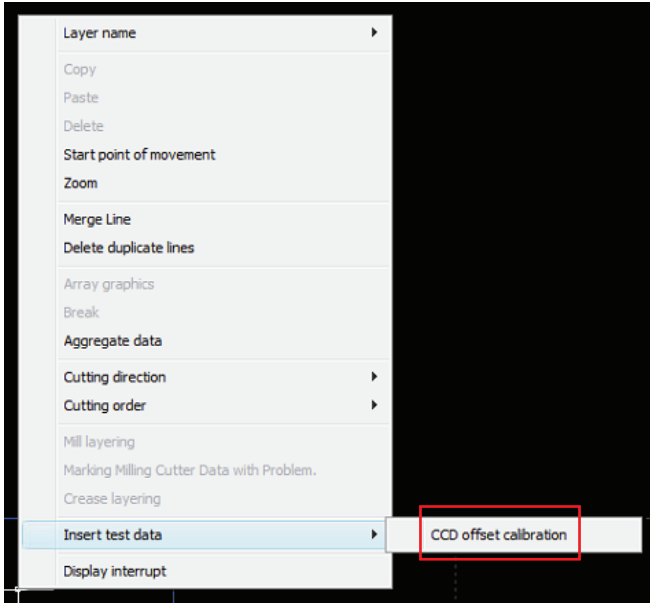 Layer name
Copy
Paste
Delete
Start point of movement
Zoom
Merge Line
Delete duplicate lines
Array graphics
Break
Aggregate data
Cutting direction
Cutting order
Mill layering
Marking Milling Cutter Data with Problem.
Crease layering
Insert test data
CCD offset calibration
Display interrupt